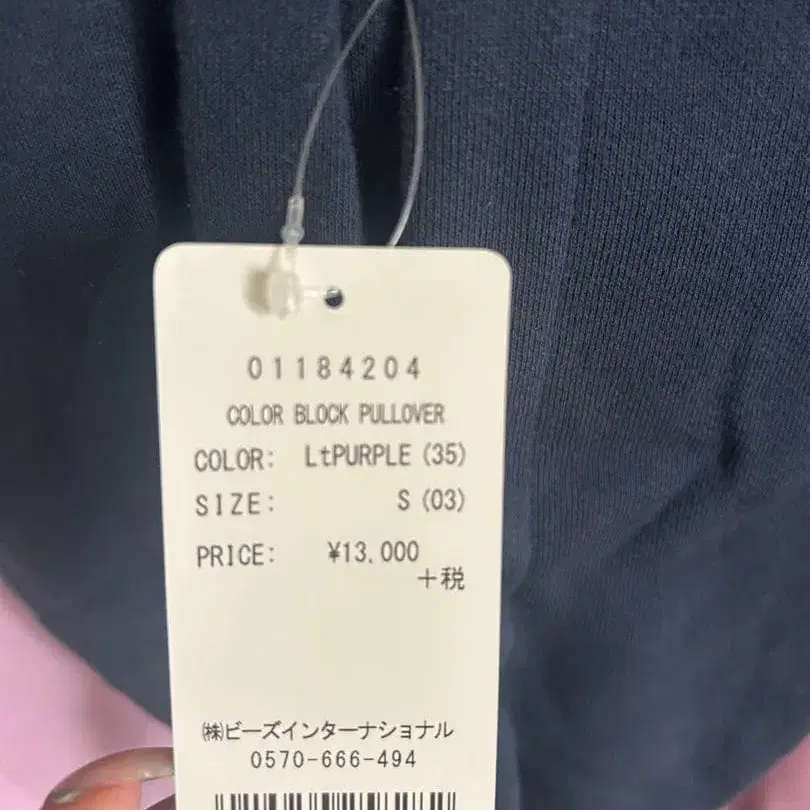 01184204
COLOR BLOCK PULLOVER
COLOR: LtPURPLE (35)
SIZE: S (03)
PRICE: ¥13,000
+税
㈱ビーズインターナショナル
0570-666-494